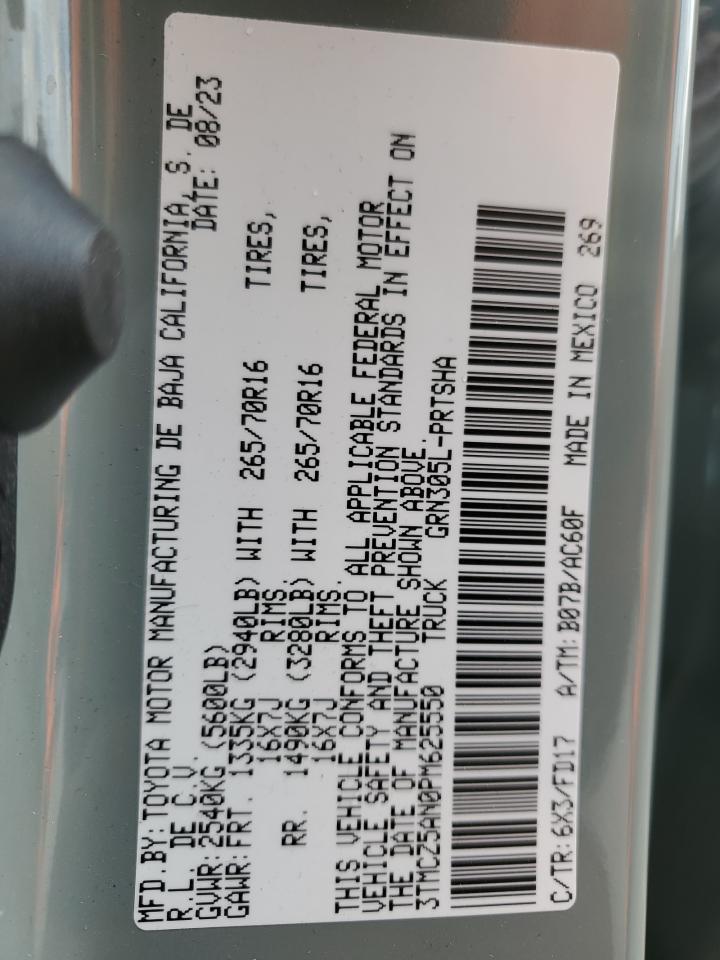 MFD.BY: TOYOTA MOTOR MANUFACTURING DE BAJA CALIFORNIA, S. DE
R.L. DE C.V. DATE: 08/23
GVWR: 2540KG (5600LB)
GAWR: FRT. 1335KG (2940LB) WITH 265/70R16 TIRES,
16X7J RIMS.
RR. 1490KG (3280LB) WITH 265/70R16 TIRES,
16X7J RIMS.
THIS VEHICLE CONFORMS TO ALL APPLICABLE FEDERAL MOTOR
VEHICLE SAFETY AND THEFT PREVENTION STANDARDS IN EFFECT ON
THE DATE OF MANUFACTURE SHOWN ABOVE.
3TMCZ5AN0PM625550 TRUCK GRN305L-PRTSHA
C/TR: 6X3/FD17 A/TM: B07B/AC60F MADE IN MEXICO 269